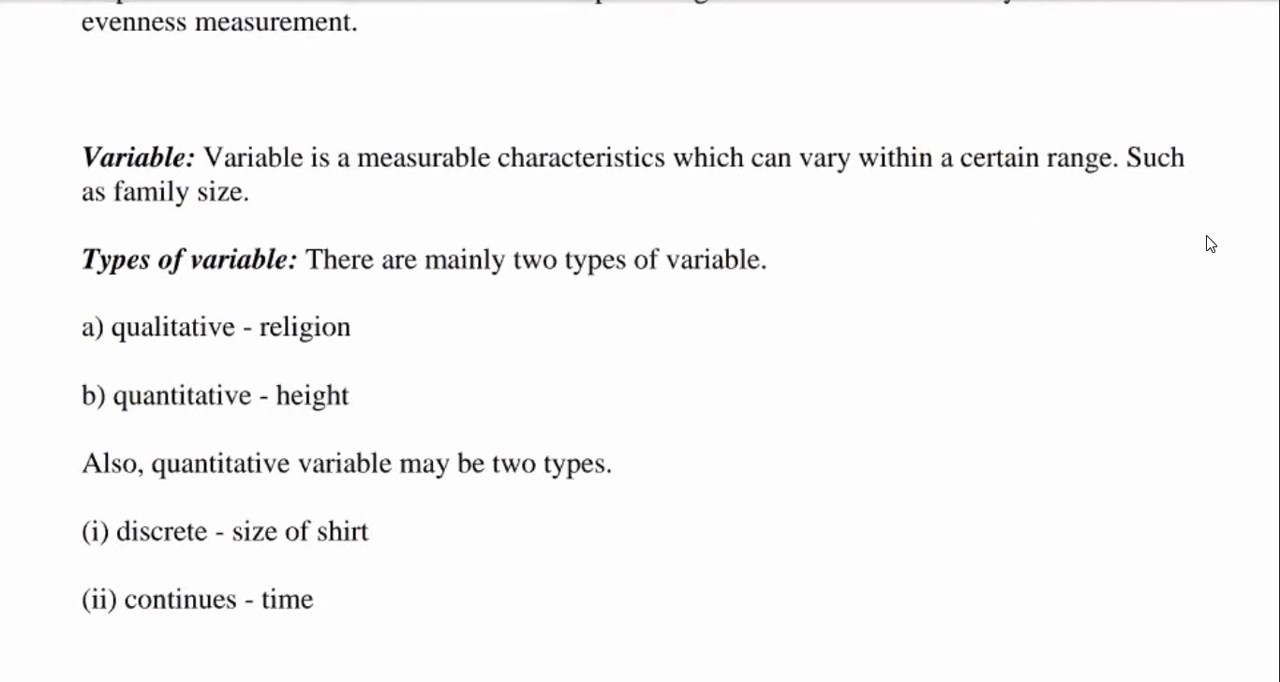 evenness measurement.
Variable: Variable is a measurable characteristics which can vary within a certain range. Such
as family size.
Types of variable: There are mainly two types of variable.
a) qualitative - religion
b) quantitative - height
Also, quantitative variable may be two types.
(i) discrete - size of shirt
(ii) continues - time